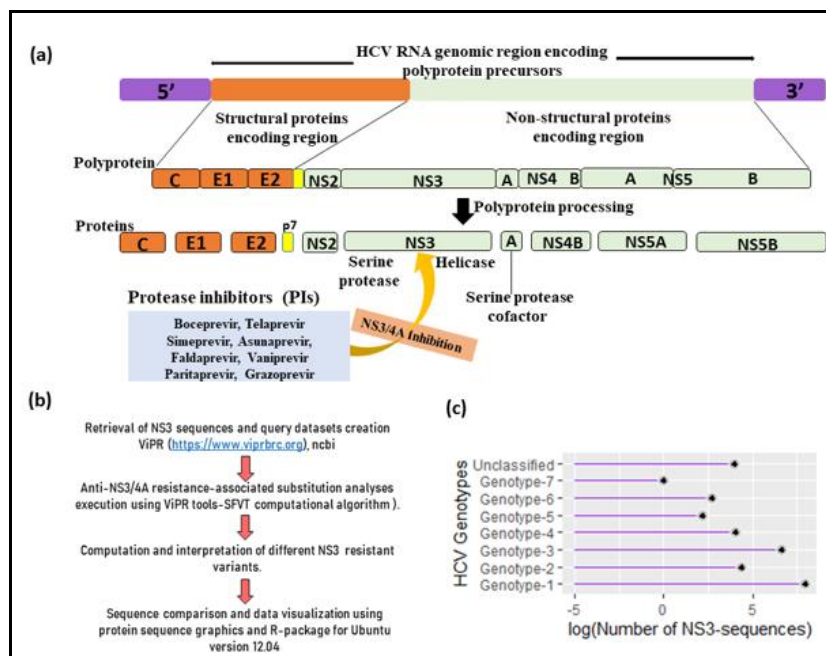 (a)
HCV RNA genomic region encoding
polyprotein precursors
5’ 3’
Structural proteins
encoding region
Non-structural proteins
encoding region
Polyprotein
C E1 E2 NS2 NS3 A NS4 B A NS5 B
Polyprotein processing
Proteins
p7
C E1 E2 NS2 NS3 A NS4B NS5A NS5B
Serine
protease
Helicase
Serine protease
cofactor
Protease inhibitors (PIs)
Boceprevir, Telaprevir
Simeprevir, Asunaprevir,
Faldaprevir, Vaniprevir
Paritaprevir, Grazoprevir
NS3/4A Inhibition
(b)
Retrieval of NS3 sequences and query datasets creation
ViPR (https://www.viprbrc.org), ncbi
Anti-NS3/4A resistance-associated substitution analyses
execution using ViPR tools-SFVT computational algorithm ).
Computation and interpretation of different NS3 resistant
variants.
Sequence comparison and data visualization using
protein sequence graphics and R-package for Ubuntu
version 12.04
(c)
HCV Genotypes
Unclassified
Genotype-7
Genotype-6
Genotype-5
Genotype-4
Genotype-3
Genotype-2
Genotype-1
-5 0 5
log(Number of NS3-sequences)